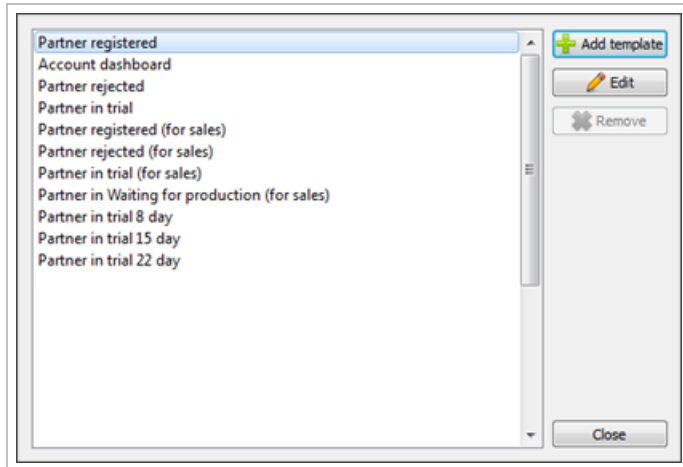 Partner registered
Account dashboard
Partner rejected
Partner in trial
Partner registered (for sales)
Partner rejected (for sales)
Partner in trial (for sales)
Partner in Waiting for production (for sales)
Partner in trial 8 day
Partner in trial 15 day
Partner in trial 22 day
Add template
Edit
Remove
Close